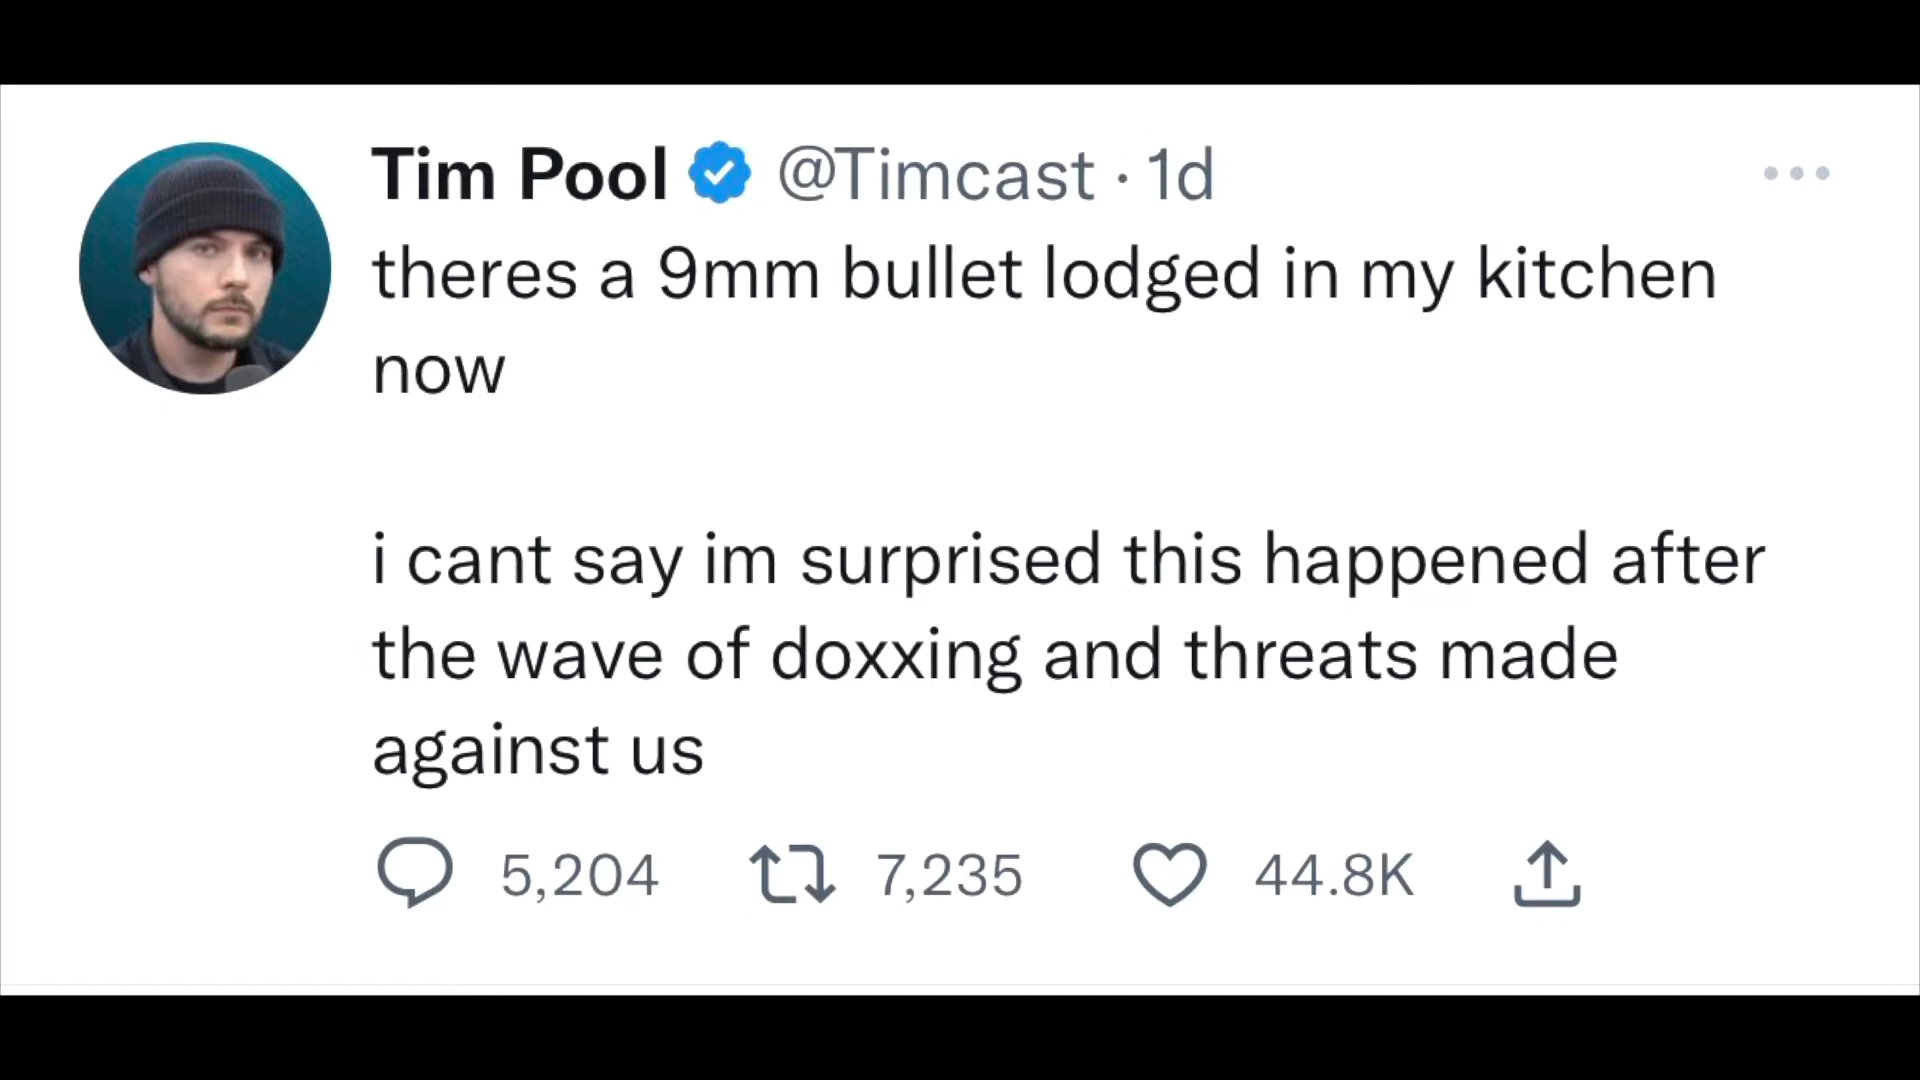 Tim Pool @Timcast · 1d
theres a 9mm bullet lodged in my kitchen
now
i cant say im surprised this happened after
the wave of doxxing and threats made
against us
5,204 7,235 44.8K